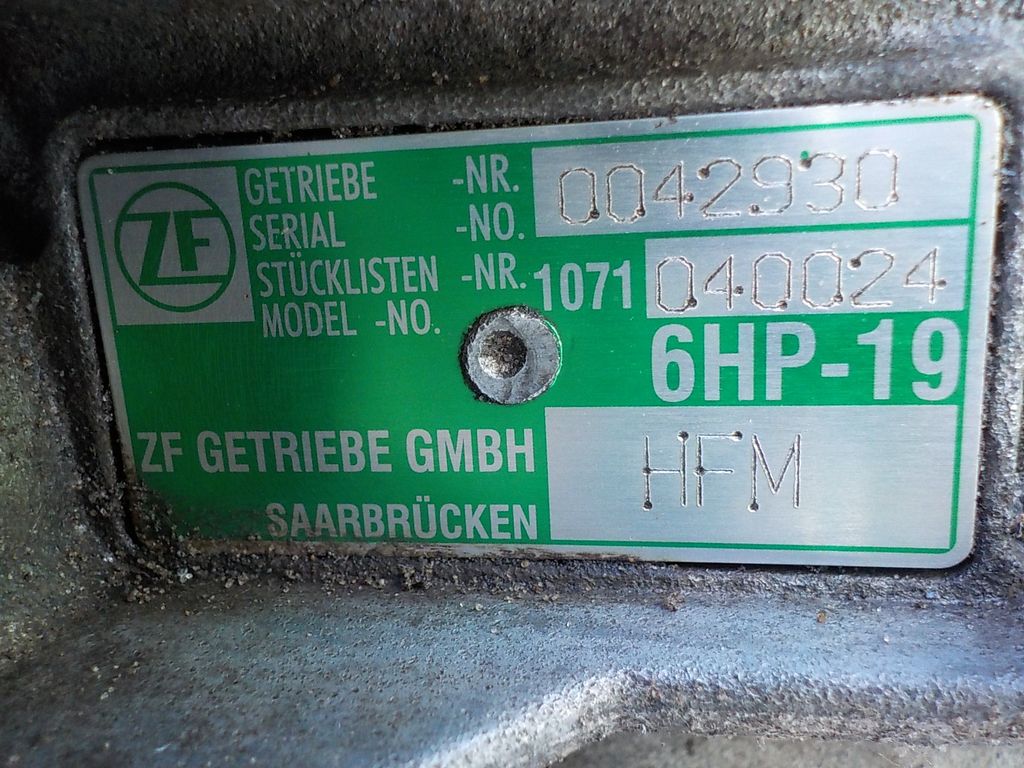 ZF
GETRIEBE -NR. 0042930
SERIAL -NO.
STÜCKLISTEN -NR. 1071 040024
MODEL -NO.
6HP-19
ZF GETRIEBE GMBH HFM
SAARBRÜCKEN